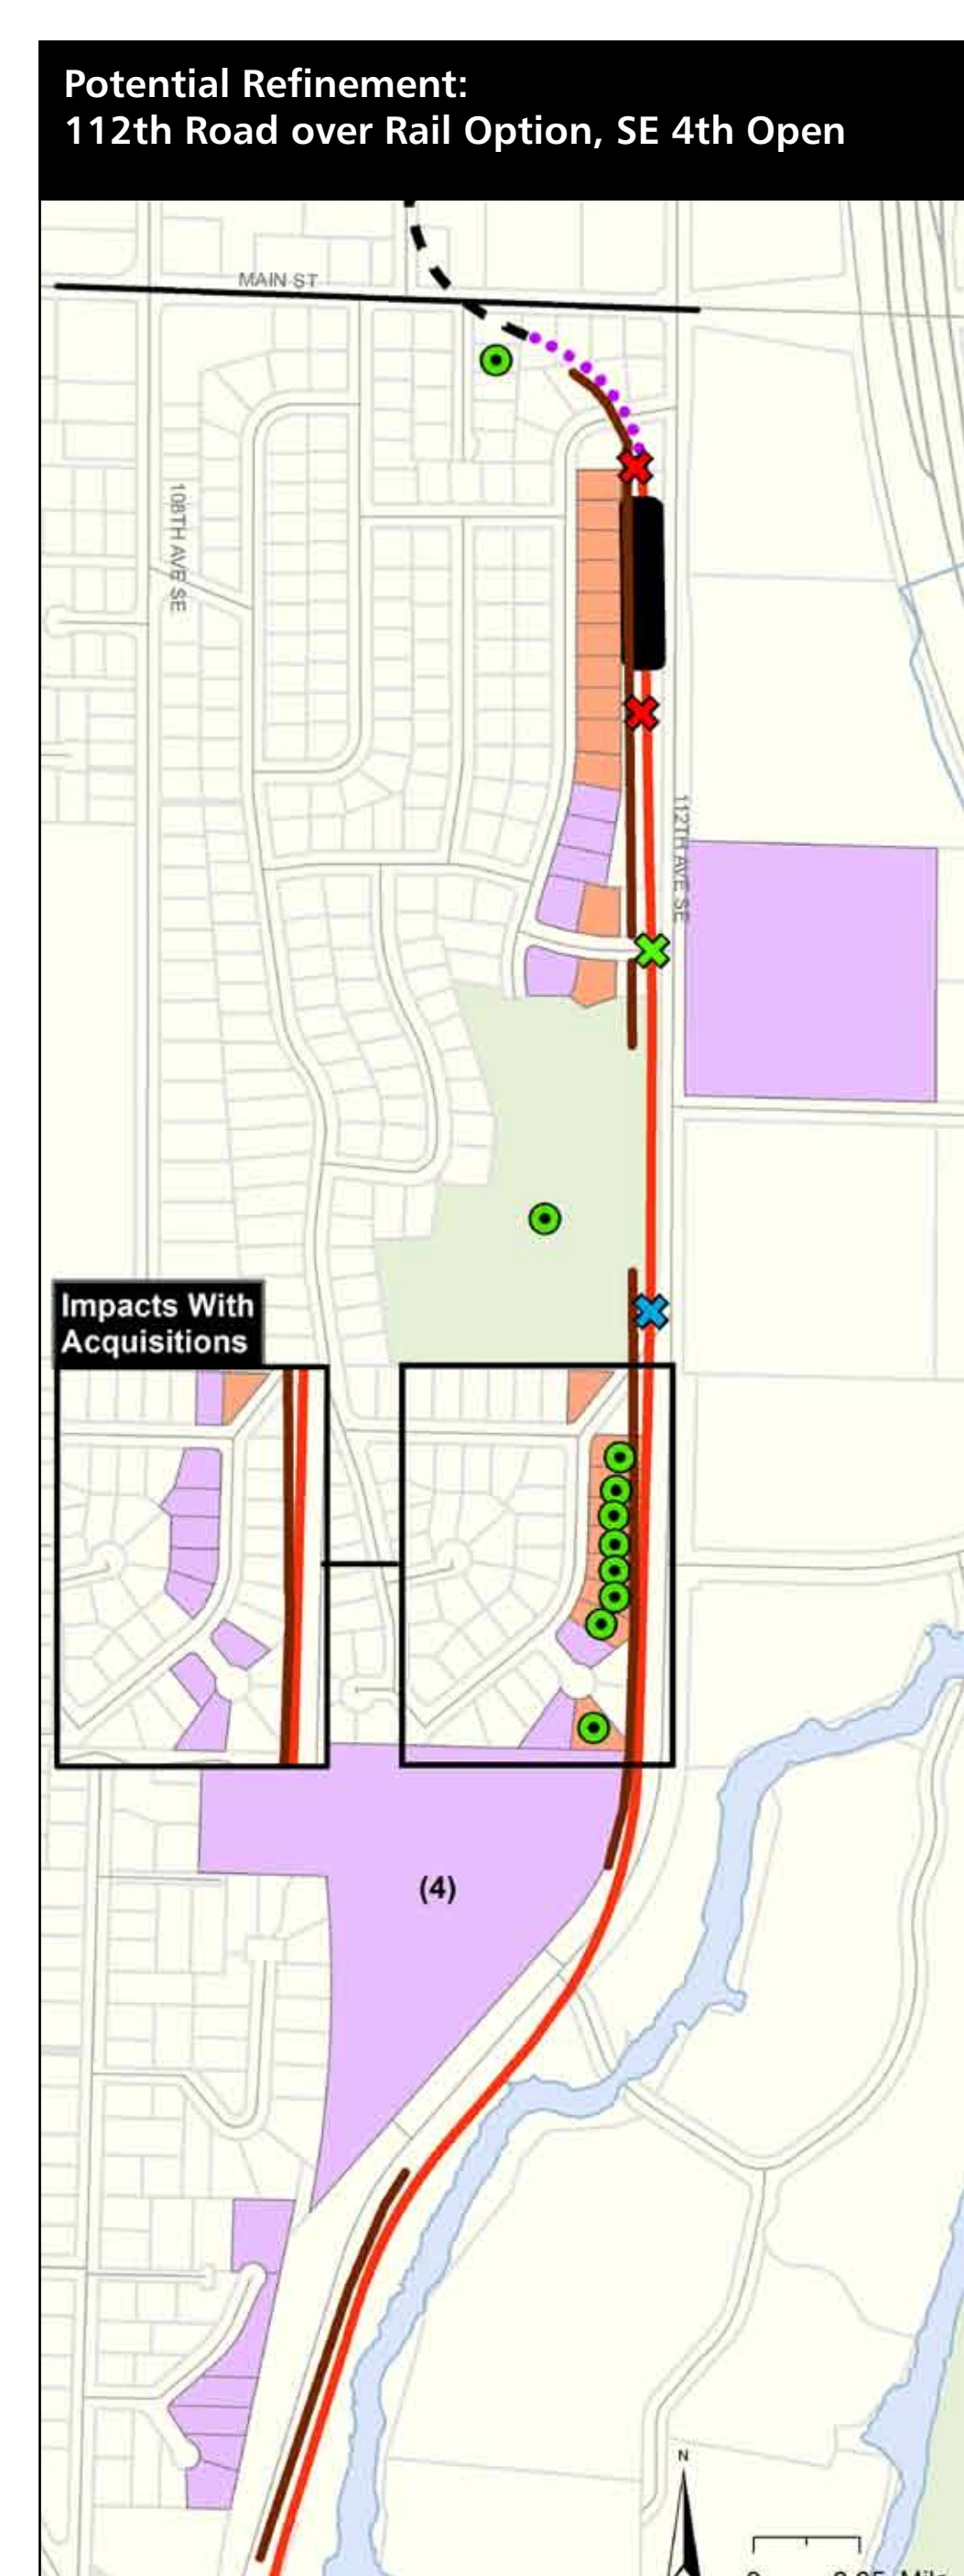 Potential Refinement:
112th Road over Rail Option, SE 4th Open
MAIN ST
108TH AVE SE
112TH AVE SE
Impacts With
Acquisitions
(4)
N